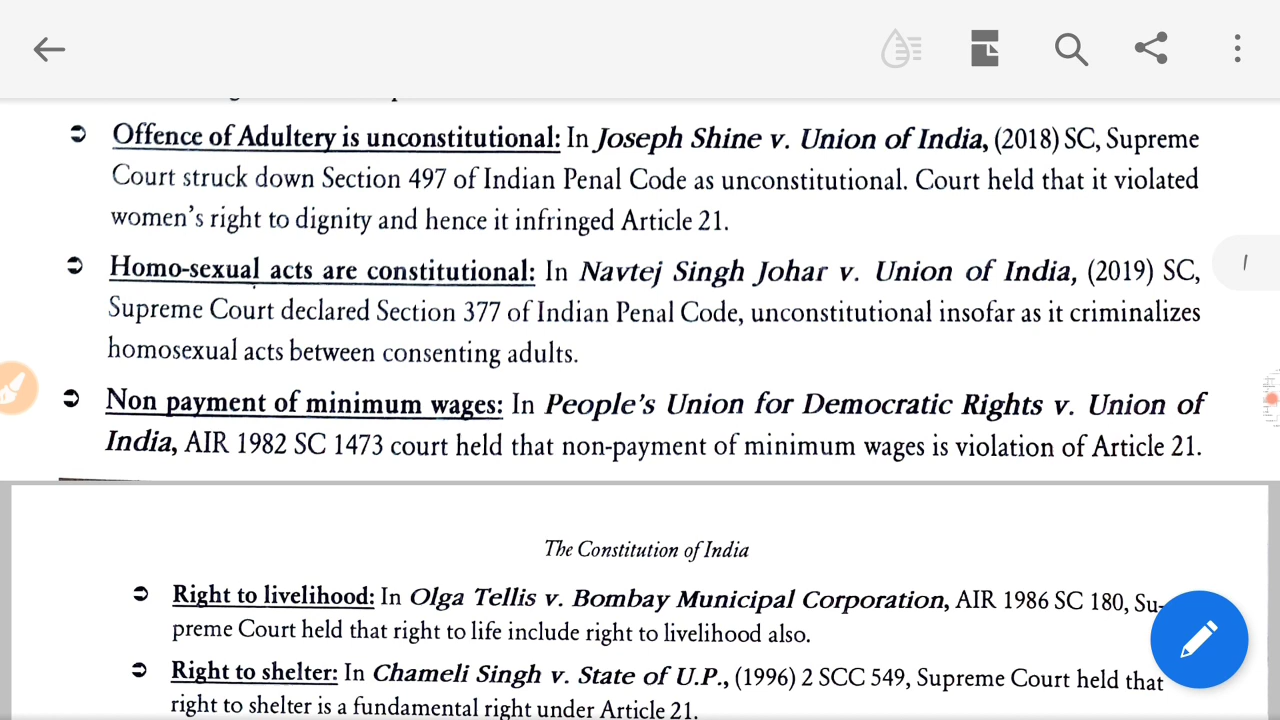 ➲ Offence of Adultery is unconstitutional: In Joseph Shine v. Union of India, (2018) SC, Supreme
Court struck down Section 497 of Indian Penal Code as unconstitutional. Court held that it violated
women's right to dignity and hence it infringed Article 21.
➲ Homo-sexual acts are constitutional: In Navtej Singh Johar v. Union of India, (2019) SC,
Supreme Court declared Section 377 of Indian Penal Code, unconstitutional insofar as it criminalizes
homosexual acts between consenting adults.
➲ Non payment of minimum wages: In People's Union for Democratic Rights v. Union of
India, AIR 1982 SC 1473 court held that non-payment of minimum wages is violation of Article 21.
The Constitution of India
➲ Right to livelihood: In Olga Tellis v. Bombay Municipal Corporation, AIR 1986 SC 180, Su-
preme Court held that right to life include right to livelihood also.
➲ Right to shelter: In Chameli Singh v. State of U.P., (1996) 2 SCC 549, Supreme Court held that
right to shelter is a fundamental right under Article 21.